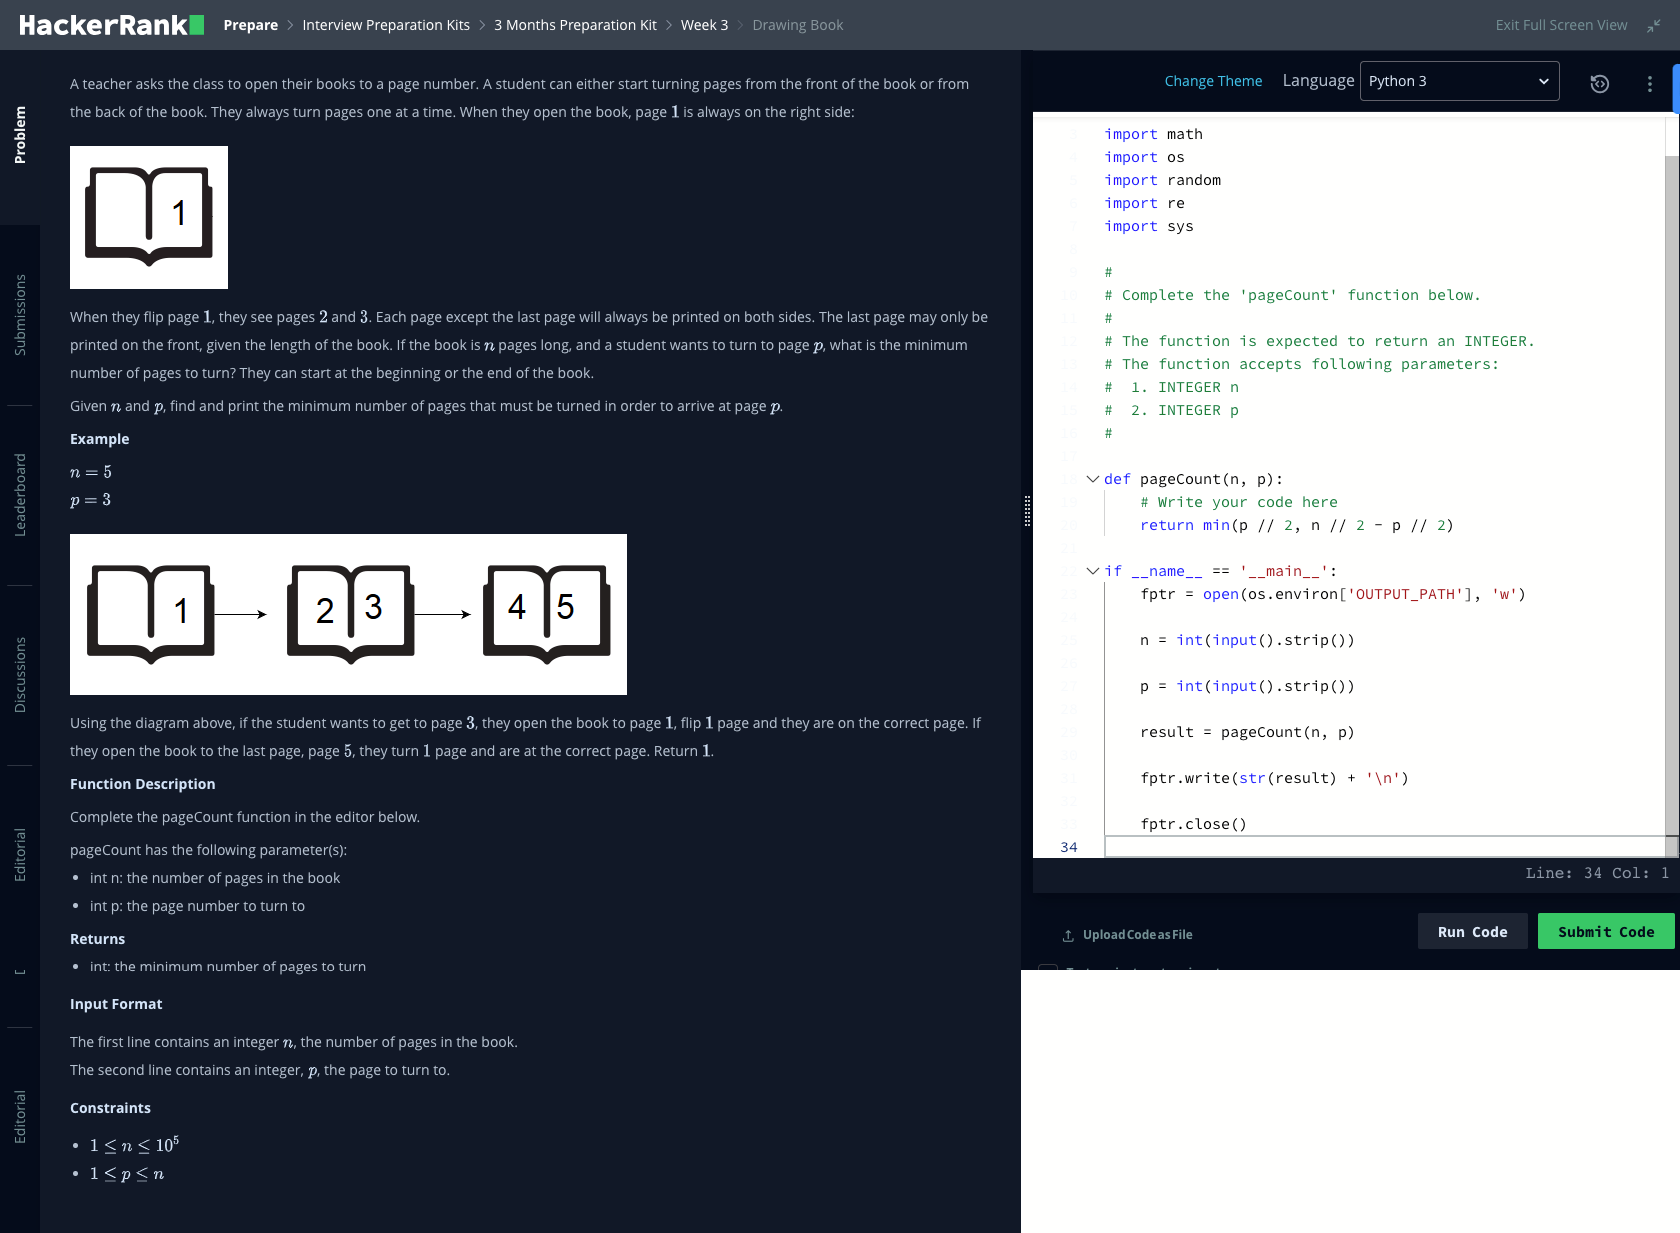 HackerRank Prepare > Interview Preparation Kits > 3 Months Preparation Kit > Week 3 > Drawing Book Exit Full Screen View
Problem
Submissions
Leaderboard
Discussions
Editorial
Editorial
A teacher asks the class to open their books to a page number. A student can either start turning pages from the front of the book or from
the back of the book. They always turn pages one at a time. When they open the book, page 1 is always on the right side:
1
When they flip page 1, they see pages 2 and 3. Each page except the last page will always be printed on both sides. The last page may only be
printed on the front, given the length of the book. If the book is n pages long, and a student wants to turn to page p, what is the minimum
number of pages to turn? They can start at the beginning or the end of the book.
Given n and p, find and print the minimum number of pages that must be turned in order to arrive at page p.
Example
n = 5
p = 3
1 2 3 4 5
Using the diagram above, if the student wants to get to page 3, they open the book to page 1, flip 1 page and they are on the correct page. If
they open the book to the last page, page 5, they turn 1 page and are at the correct page. Return 1.
Function Description
Complete the pageCount function in the editor below.
pageCount has the following parameter(s):
• int n: the number of pages in the book
• int p: the page number to turn to
Returns
• int: the minimum number of pages to turn
Input Format
The first line contains an integer n, the number of pages in the book.
The second line contains an integer, p, the page to turn to.
Constraints
• 1 ≤ n ≤ 10⁵
• 1 ≤ p ≤ n
Change Theme Language Python 3
import math
import os
import random
import re
import sys
#
# Complete the 'pageCount' function below.
#
# The function is expected to return an INTEGER.
# The function accepts following parameters:
#  1. INTEGER n
#  2. INTEGER p
#
def pageCount(n, p):
    # Write your code here
    return min(p // 2, n // 2 - p // 2)
if __name__ == '__main__':
    fptr = open(os.environ['OUTPUT_PATH'], 'w')
    n = int(input().strip())
    p = int(input().strip())
    result = pageCount(n, p)
    fptr.write(str(result) + '\n')
    fptr.close()
34
Line: 34 Col: 1
Upload Code as File Run Code Submit Code